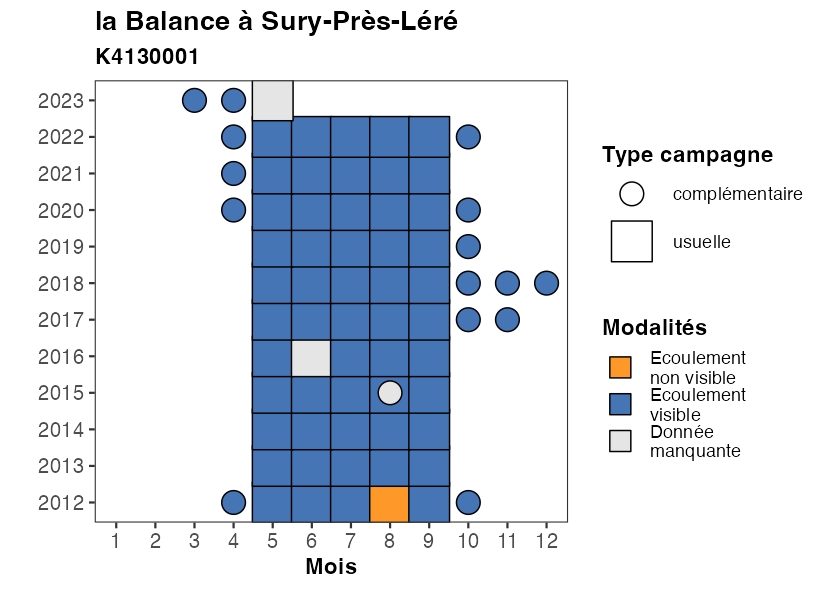 la Balance à Sury-Près-Léré
K4130001
2023
2022
2021
2020
2019
2018
2017
2016
2015
2014
2013
2012
1 2 3 4 5 6 7 8 9 10 11 12
Mois
Type campagne
complémentaire
usuelle
Modalités
Ecoulement
non visible
Ecoulement
visible
Donnée
manquante